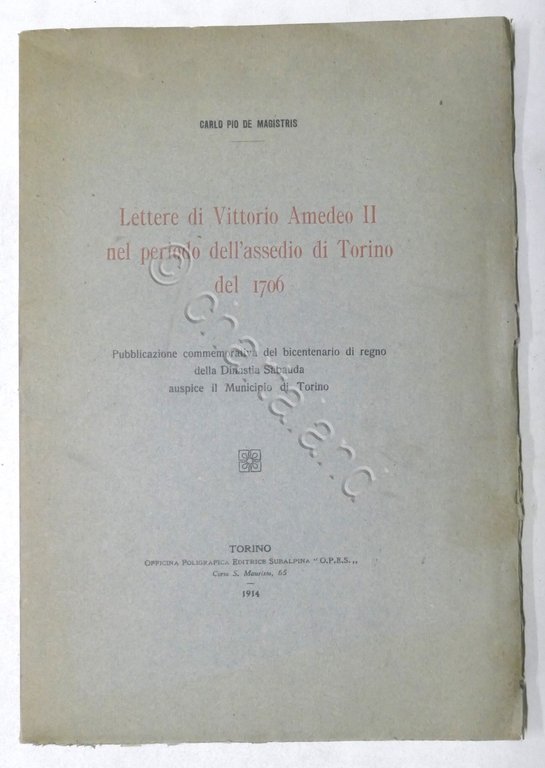 CARLO PIO DE MAGISTRIS
Lettere di Vittorio Amedeo II
nel periodo dell'assedio di Torino
del 1706
Pubblicazione commemorativa del bicentenario di regno
della Dinastia Sabauda
auspice il Municipio di Torino
TORINO
OFFICINA POLIGRAFICA EDITRICE SUBALPINA “O.P.E.S.„
Corso S. Maurizio, 65
1914